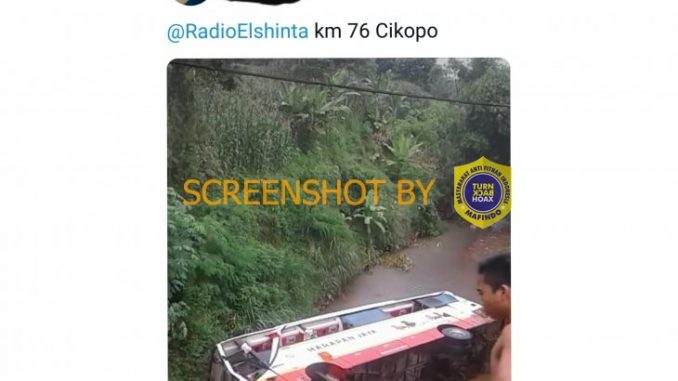 @RadioElshinta km 76 Cikopo
SCREENSHOT BY
MASYARAKAT ANTI FITNAH INDONESIA
TURN
BACK
HOAX
MAFINDO
HARAPAN JAYA